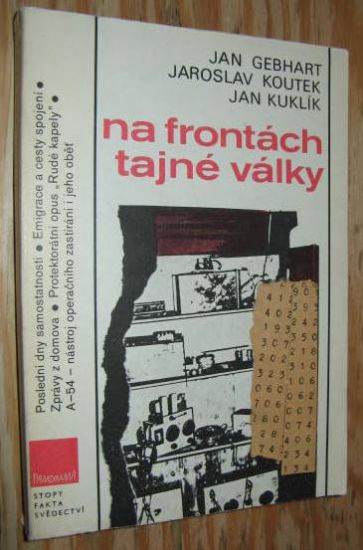 JAN GEBHART
JAROSLAV KOUTEK
JAN KUKLÍK
na frontách
tajné války
Poslední dny samostatnosti • Emigrace a cesty spojení •
Zprávy z domova • Protektorátní opus „Rudé kapely" •
A-54 – nástroj operačního zastírání i jeho oběť
PANORAMA
STOPY
FAKTA
SVĚDECTVÍ